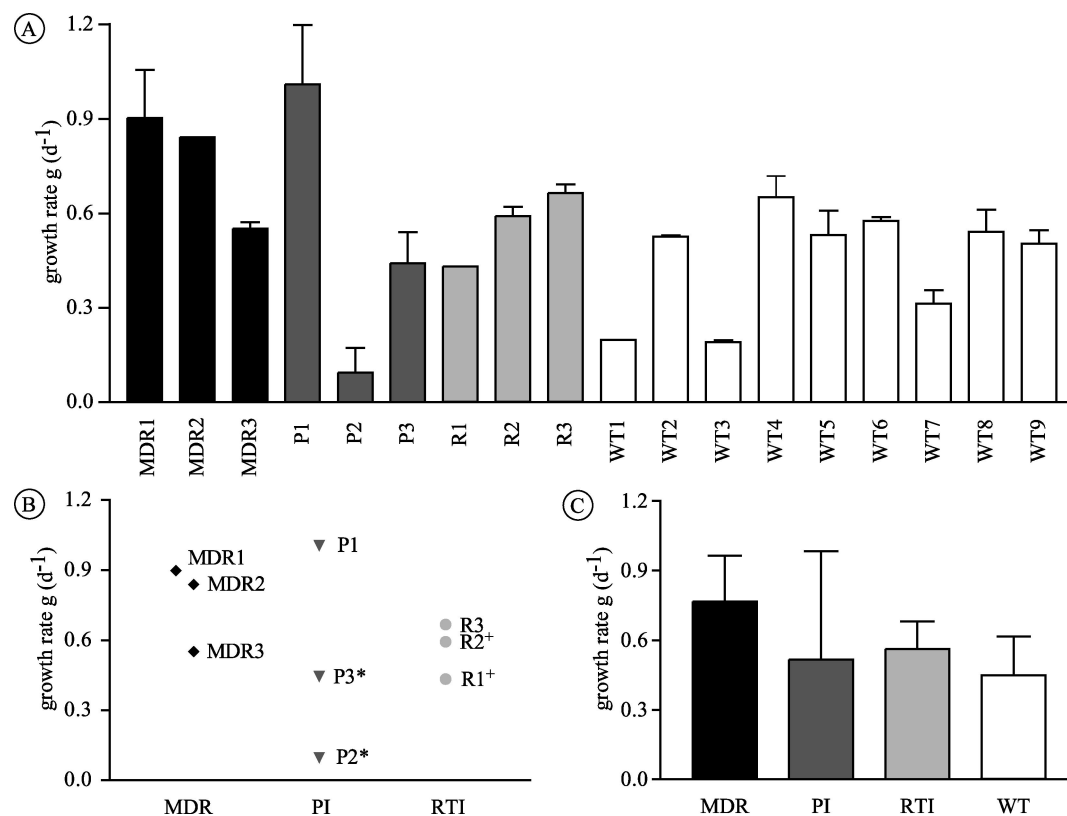 A
growth rate g (d-1)
1.2
0.9
0.6
0.3
0.0
MDR1 MDR2 MDR3 P1 P2 P3 R1 R2 R3 WT1 WT2 WT3 WT4 WT5 WT6 WT7 WT8 WT9
B
growth rate g (d-1)
1.2
0.9
0.6
0.3
0.0
MDR1
MDR2
MDR3
P1
P3*
P2*
R3
R2+
R1+
MDR PI RTI
C
growth rate g (d-1)
1.2
0.9
0.6
0.3
0.0
MDR PI RTI WT